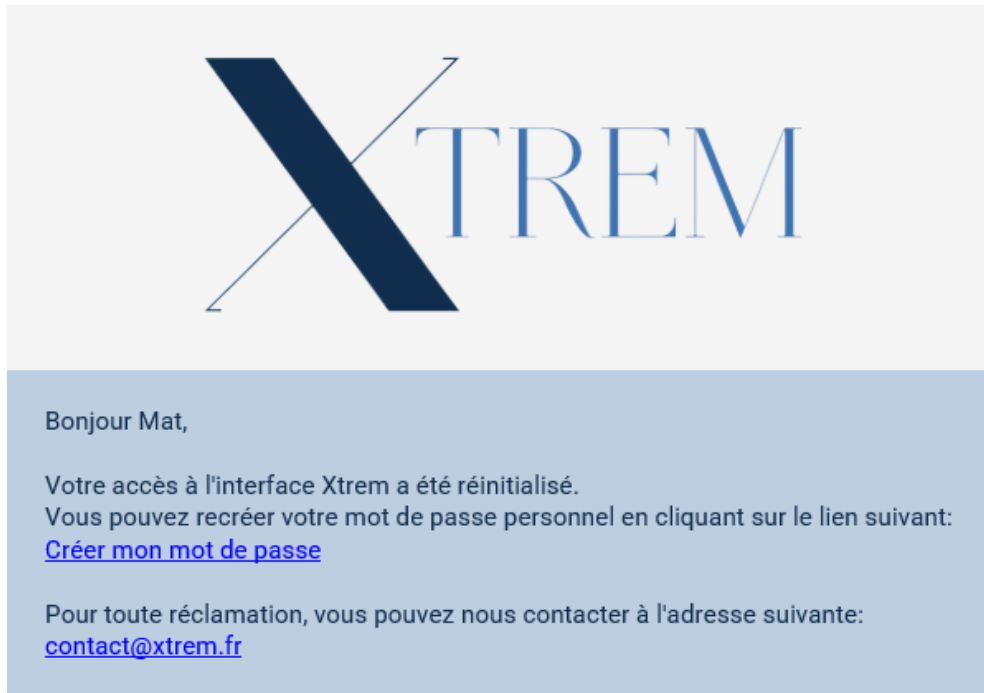 XTREM
Bonjour Mat,
Votre accès à l'interface Xtrem a été réinitialisé.
Vous pouvez recréer votre mot de passe personnel en cliquant sur le lien suivant:
Créer mon mot de passe
Pour toute réclamation, vous pouvez nous contacter à l'adresse suivante:
contact@xtrem.fr